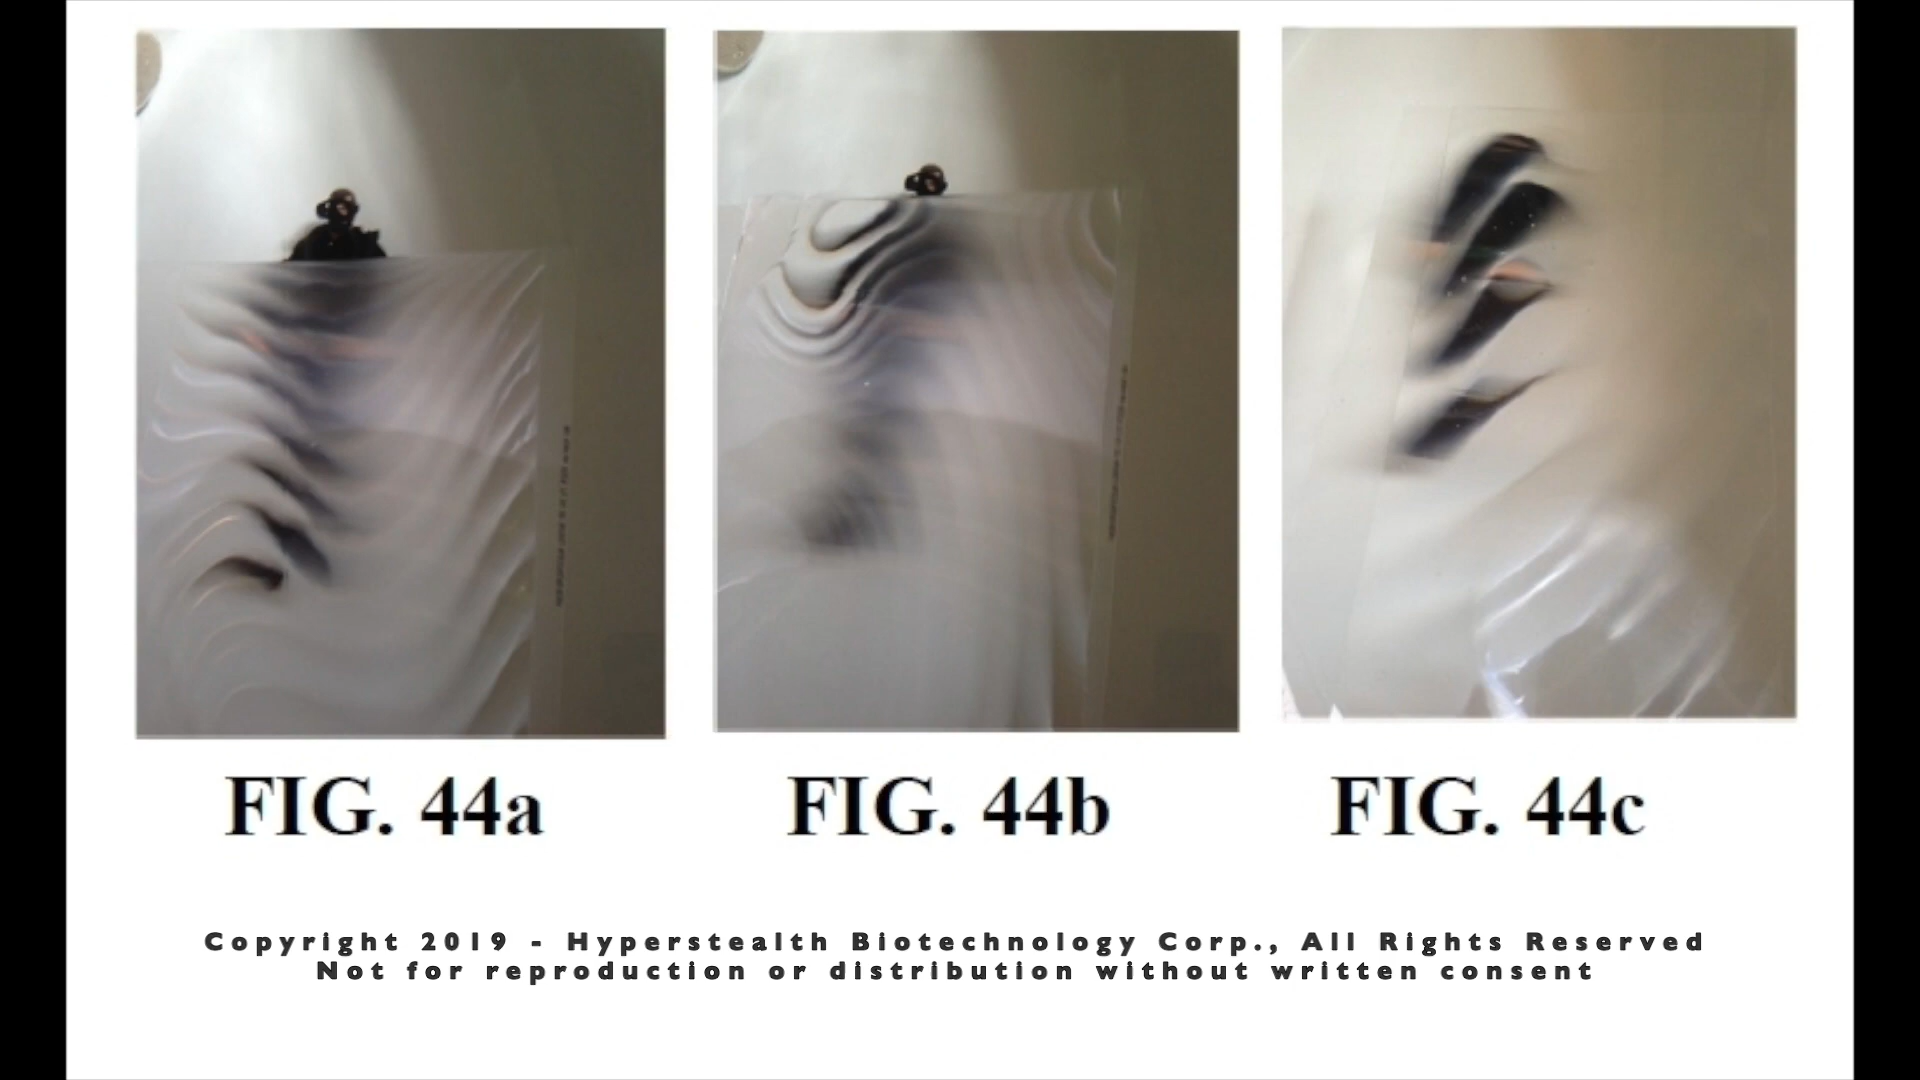 FIG. 44a
FIG. 44b
FIG. 44c
Copyright 2019 - Hyperstealth Biotechnology Corp., All Rights Reserved
Not for reproduction or distribution without written consent